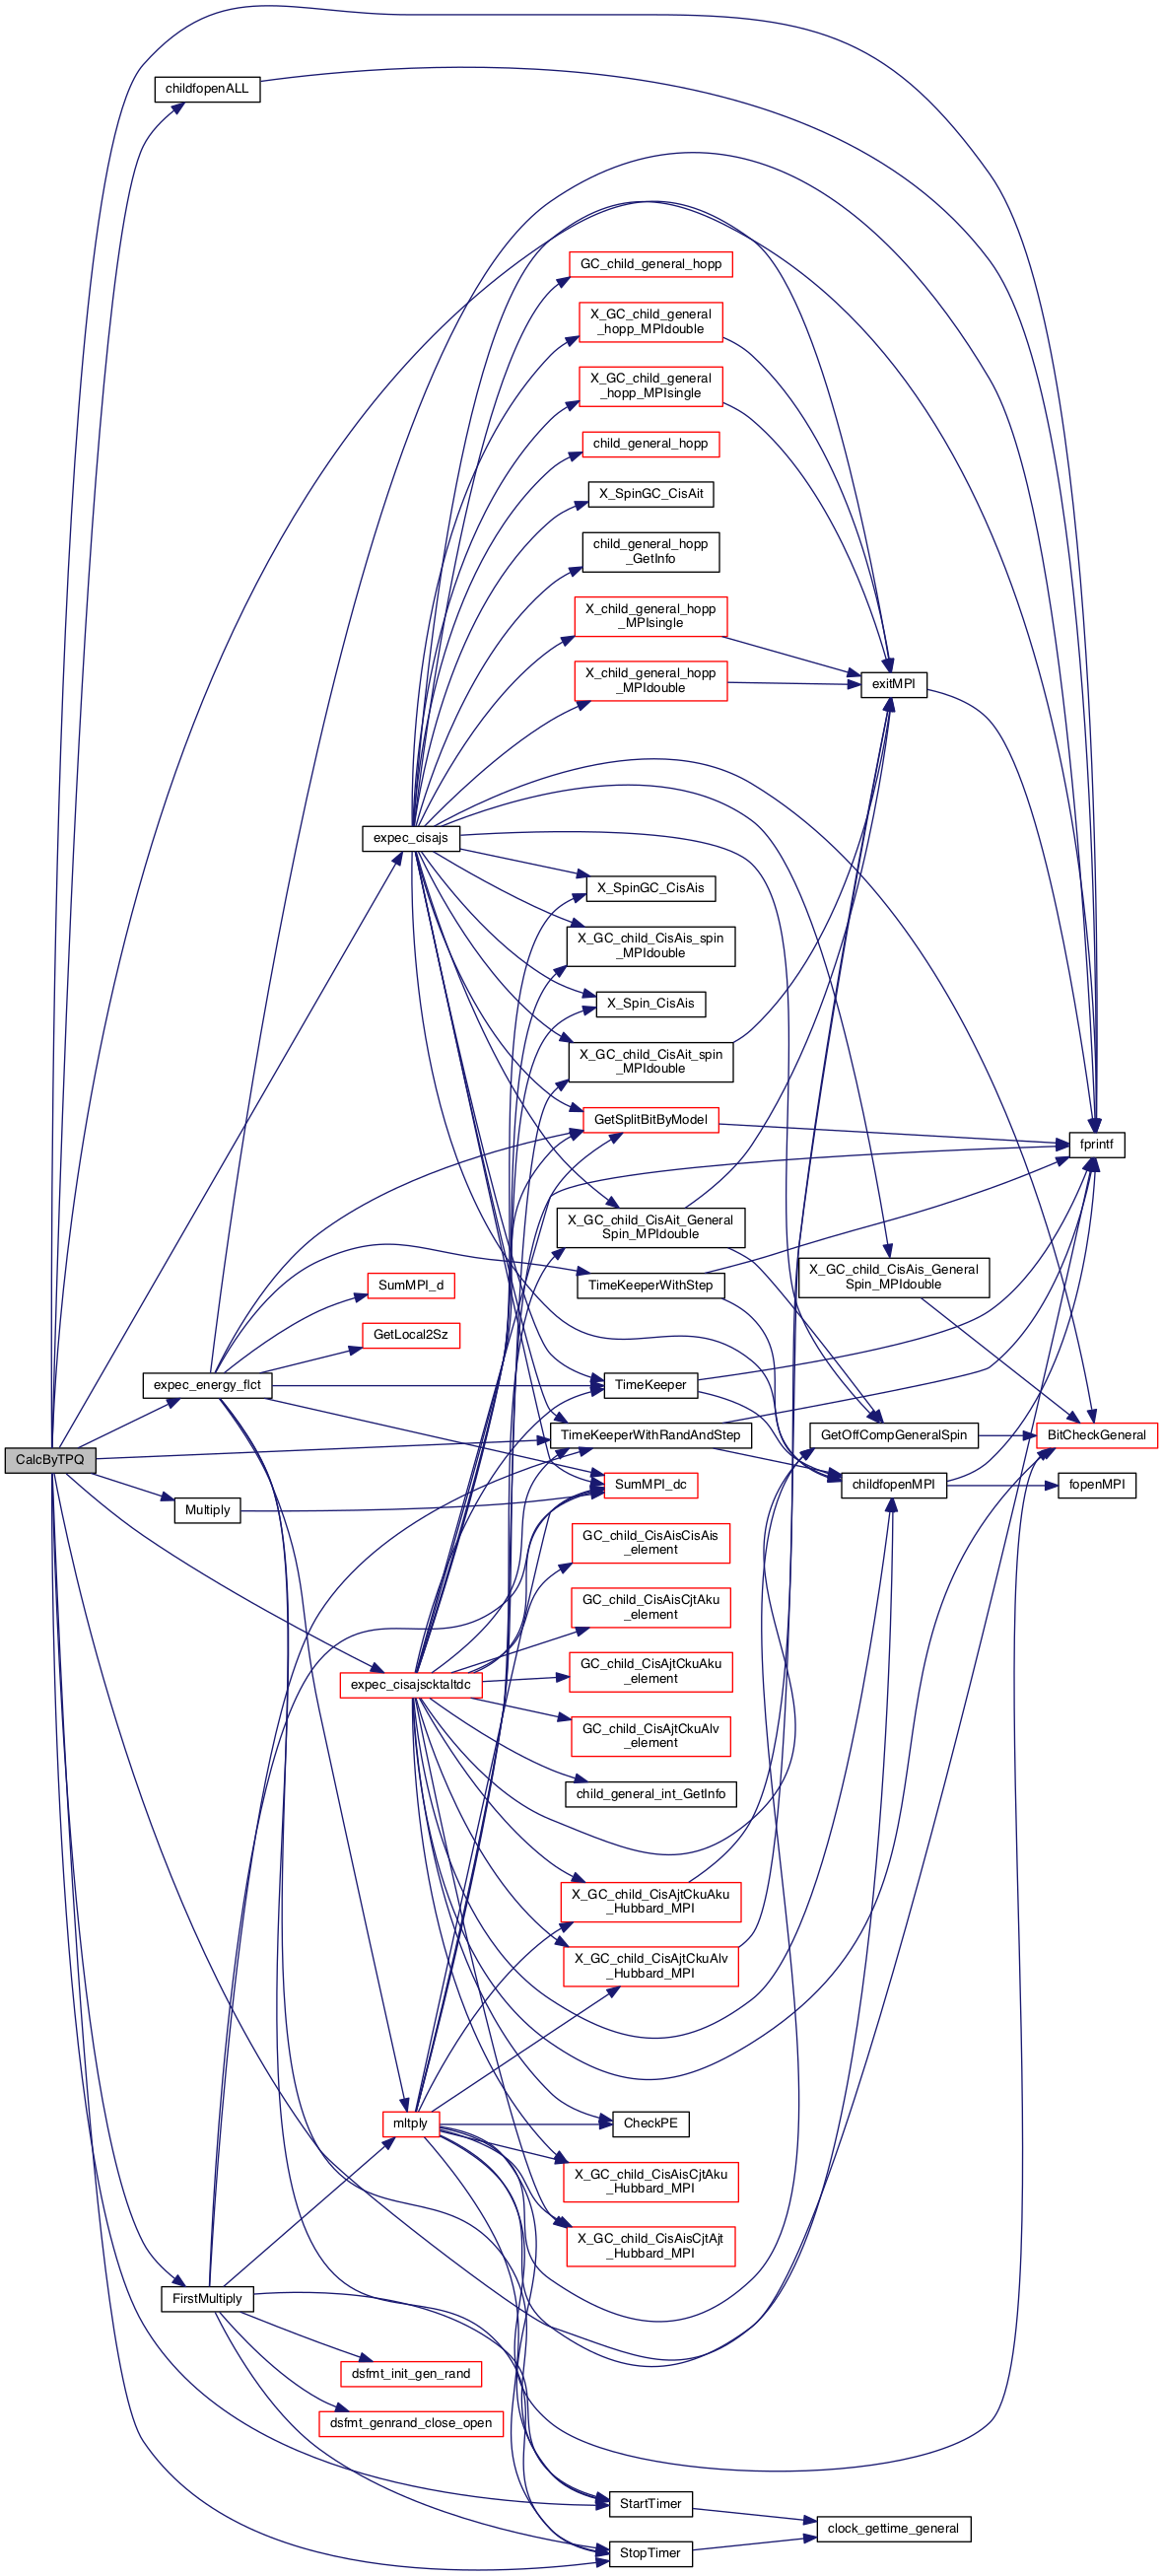 childfopenALL
GC_child_general_hopp
X_GC_child_general
_hopp_MPIdouble
X_GC_child_general
_hopp_MPIsingle
child_general_hopp
X_SpinGC_CisAit
child_general_hopp
_GetInfo
X_child_general_hopp
_MPIsingle
X_child_general_hopp
_MPIdouble
exitMPI
expec_cisajs
X_SpinGC_CisAis
X_GC_child_CisAis_spin
_MPIdouble
X_Spin_CisAis
X_GC_child_CisAit_spin
_MPIdouble
GetSplitBitByModel
fprintf
X_GC_child_CisAit_General
Spin_MPIdouble
X_GC_child_CisAis_General
Spin_MPIdouble
SumMPI_d
TimeKeeperWithStep
GetLocal2Sz
expec_energy_flct
TimeKeeper
TimeKeeperWithRandAndStep
GetOffCompGeneralSpin
BitCheckGeneral
CalcByTPQ
SumMPI_dc
childfopenMPI
fopenMPI
Multiply
GC_child_CisAisCisAis
_element
GC_child_CisAisCjtAku
_element
GC_child_CisAjtCkuAku
_element
expec_cisajscktaltdc
GC_child_CisAjtCkuAlv
_element
child_general_int_GetInfo
X_GC_child_CisAjtCkuAku
_Hubbard_MPI
X_GC_child_CisAjtCkuAlv
_Hubbard_MPI
mltply
CheckPE
X_GC_child_CisAisCjtAku
_Hubbard_MPI
X_GC_child_CisAisCjtAjt
_Hubbard_MPI
FirstMultiply
dsfmt_init_gen_rand
dsfmt_genrand_close_open
StartTimer
clock_gettime_general
StopTimer